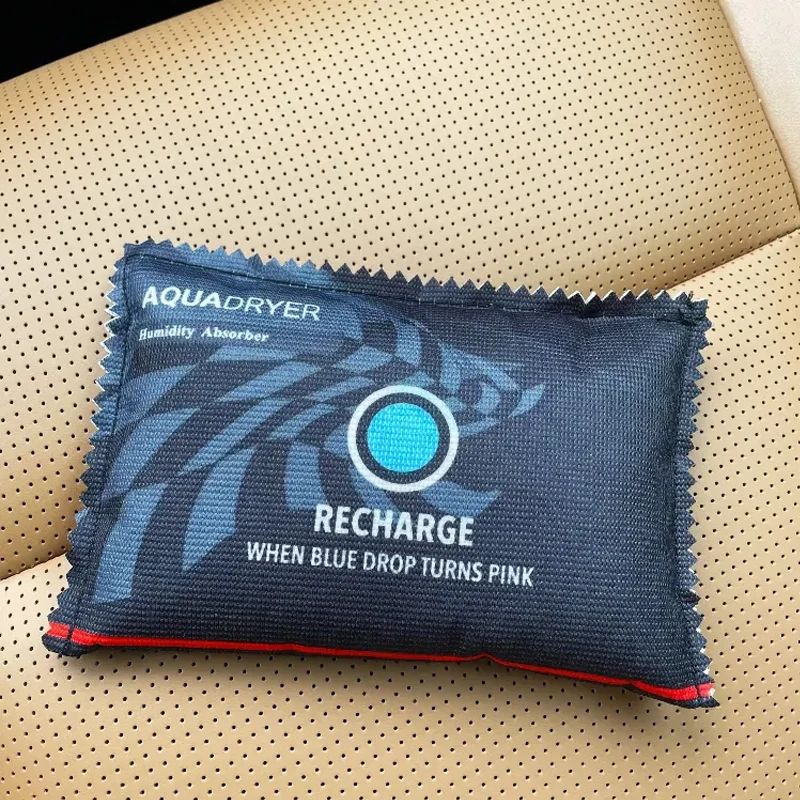 AQUADRYER
Humidity Absorber
RECHARGE
WHEN BLUE DROP TURNS PINK